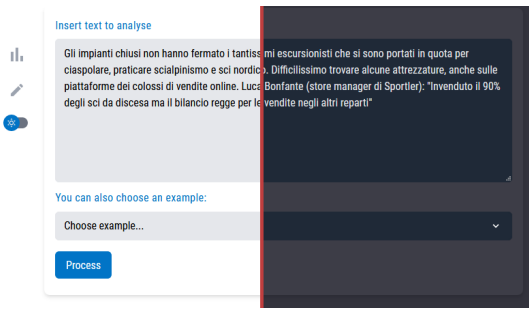 Insert text to analyse
Gli impianti chiusi non hanno fermato i tantissimi escursionisti che si sono portati in quota per
ciaspolare, praticare scialpinismo e sci nordico. Difficilissimo trovare alcune attrezzature, anche sulle
piattaforme dei colossi di vendite online. Luca Bonfante (store manager di Sportler): "Invenduto il 90%
degli sci da discesa ma il bilancio regge per le vendite negli altri reparti"
You can also choose an example:
Choose example...
Process